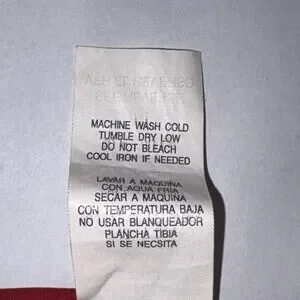 MACHINE WASH COLD
TUMBLE DRY LOW
DO NOT BLEACH
COOL IRON IF NEEDED
LAVAR A MAQUINA
CON AQUA FRIA
SECAR A MAQUINA
CON TEMPERATURA BAJA
NO USAR BLANQUEADOR
PLANCHA TIBIA
SI SE NECSITA